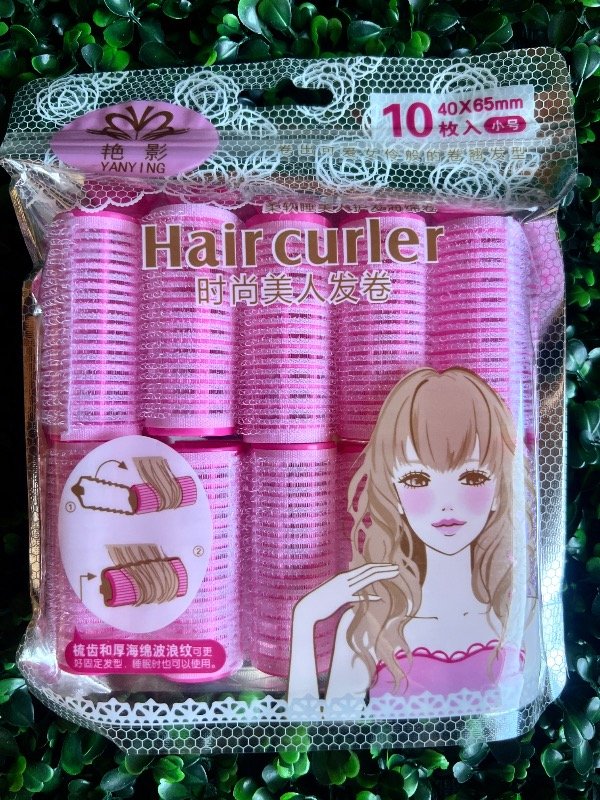 艳影
YANYING
10 40×65mm
枚入 小号
Hair curler
时尚美人发卷
①
②
梳齿和厚海绵波浪纹可更
好固定发型，睡眠时也可以使用。